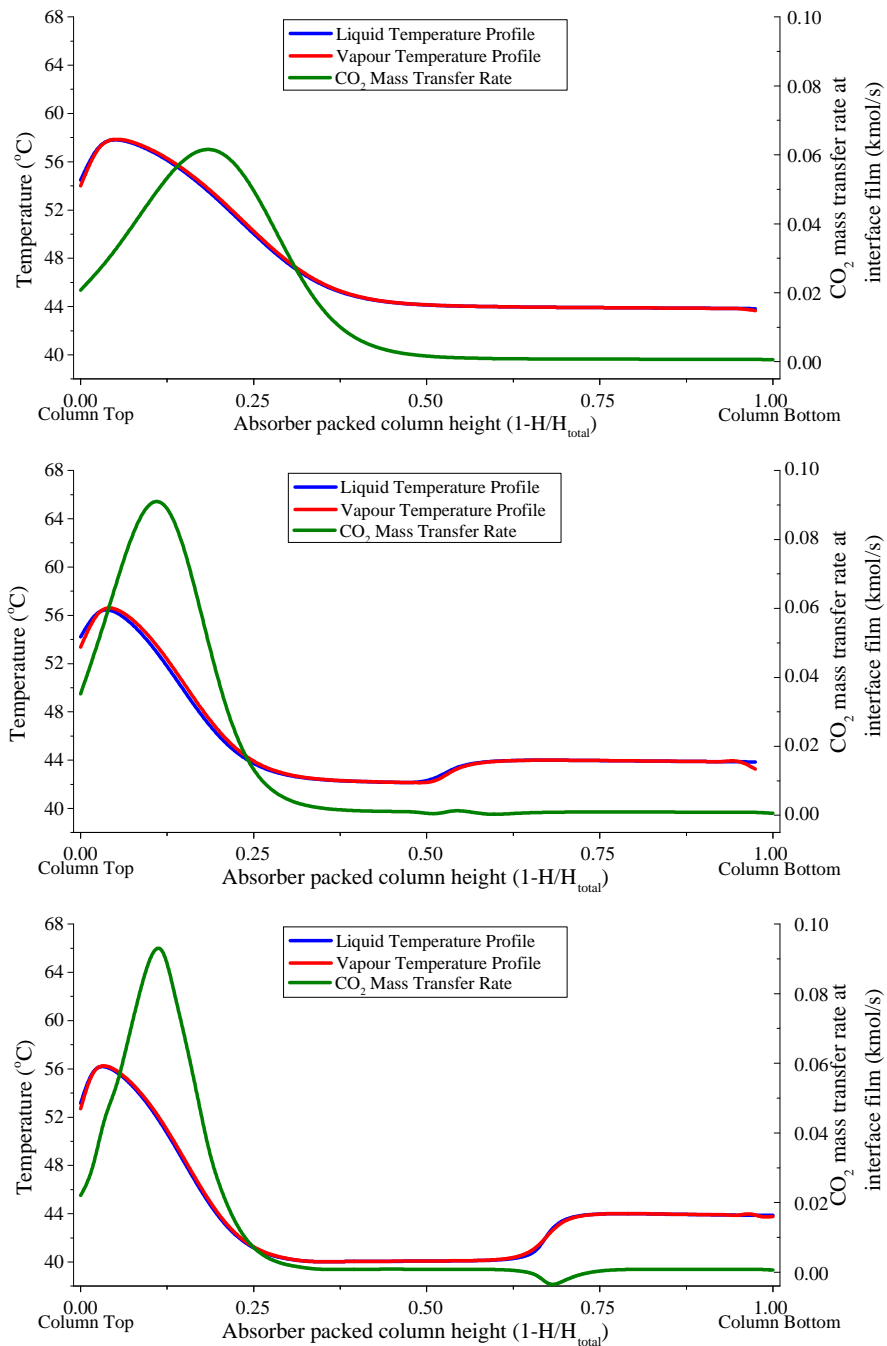 68
64
60
56
52
48
44
40
Temperature (°C)
Liquid Temperature Profile
Vapour Temperature Profile
CO₂ Mass Transfer Rate
0.10
0.08
0.06
0.04
0.02
0.00
CO₂ mass transfer rate at
interface film (kmol/s)
0.00
0.25
0.50
0.75
1.00
Column Top
Absorber packed column height (1-H/Hₜₒₜₐₗ)
Column Bottom
68
64
60
56
52
48
44
40
Temperature (°C)
Liquid Temperature Profile
Vapour Temperature Profile
CO₂ Mass Transfer Rate
0.10
0.08
0.06
0.04
0.02
0.00
CO₂ mass transfer rate at
interface film (kmol/s)
0.00
0.25
0.50
0.75
1.00
Column Top
Absorber packed column height (1-H/Hₜₒₜₐₗ)
Column Bottom
68
64
60
56
52
48
44
40
Temperature (°C)
Liquid Temperature Profile
Vapour Temperature Profile
CO₂ Mass Transfer Rate
0.10
0.08
0.06
0.04
0.02
0.00
CO₂ mass transfer rate at
interface film (kmol/s)
0.00
0.25
0.50
0.75
1.00
Column Top
Absorber packed column height (1-H/Hₜₒₜₐₗ)
Column Bottom